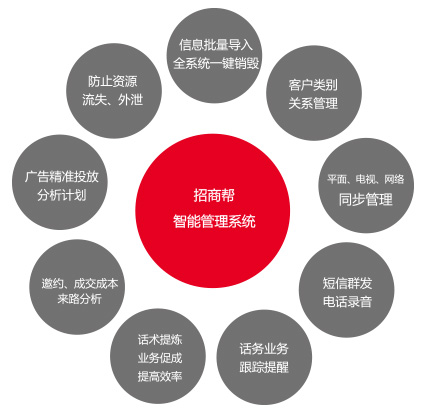 信息批量导入
全系统一键销毁
客户类别
关系管理
平面、电视、网络
同步管理
短信群发
电话录音
话务业务
跟踪提醒
话术提炼
业务促成
提高效率
邀约、成交成本
来路分析
广告精准投放
分析计划
防止资源
流失、外泄
招商帮
智能管理系统